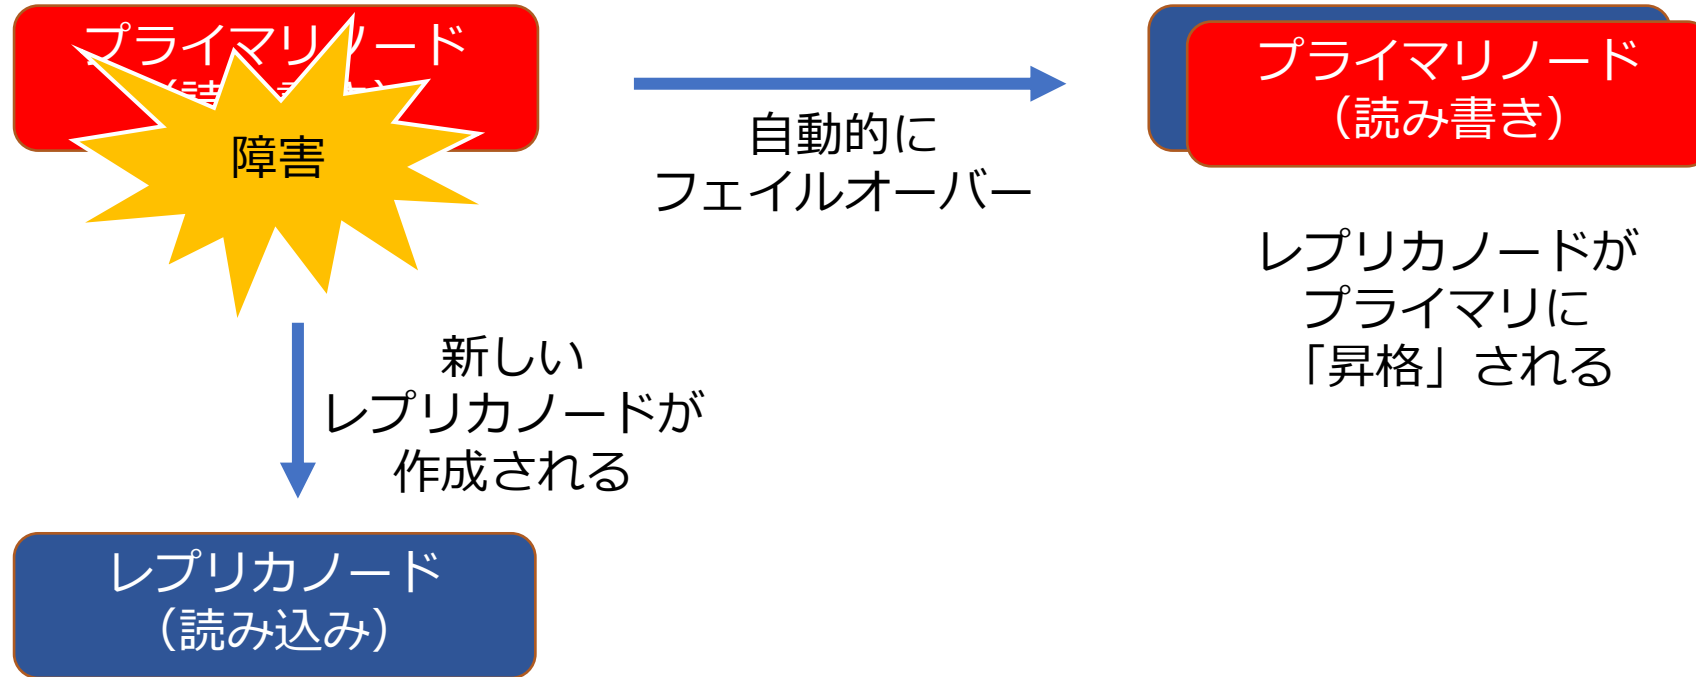 プライマリノード
障害
自動的に
フェイルオーバー
プライマリノード
（読み書き）
レプリカノードが
プライマリに
「昇格」される
新しい
レプリカノードが
作成される
レプリカノード
（読み込み）